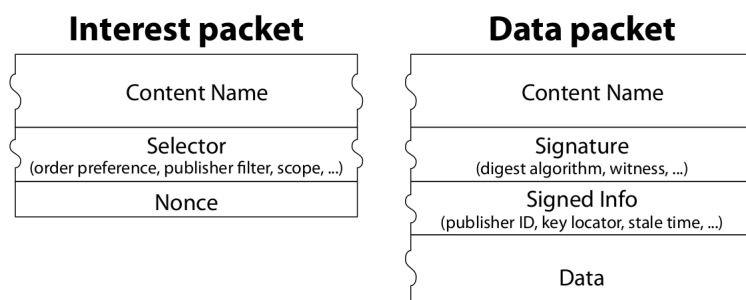 Interest packet
Content Name
Selector
(order preference, publisher filter, scope, ...)
Nonce
Data packet
Content Name
Signature
(digest algorithm, witness, ...)
Signed Info
(publisher ID, key locator, stale time, ...)
Data